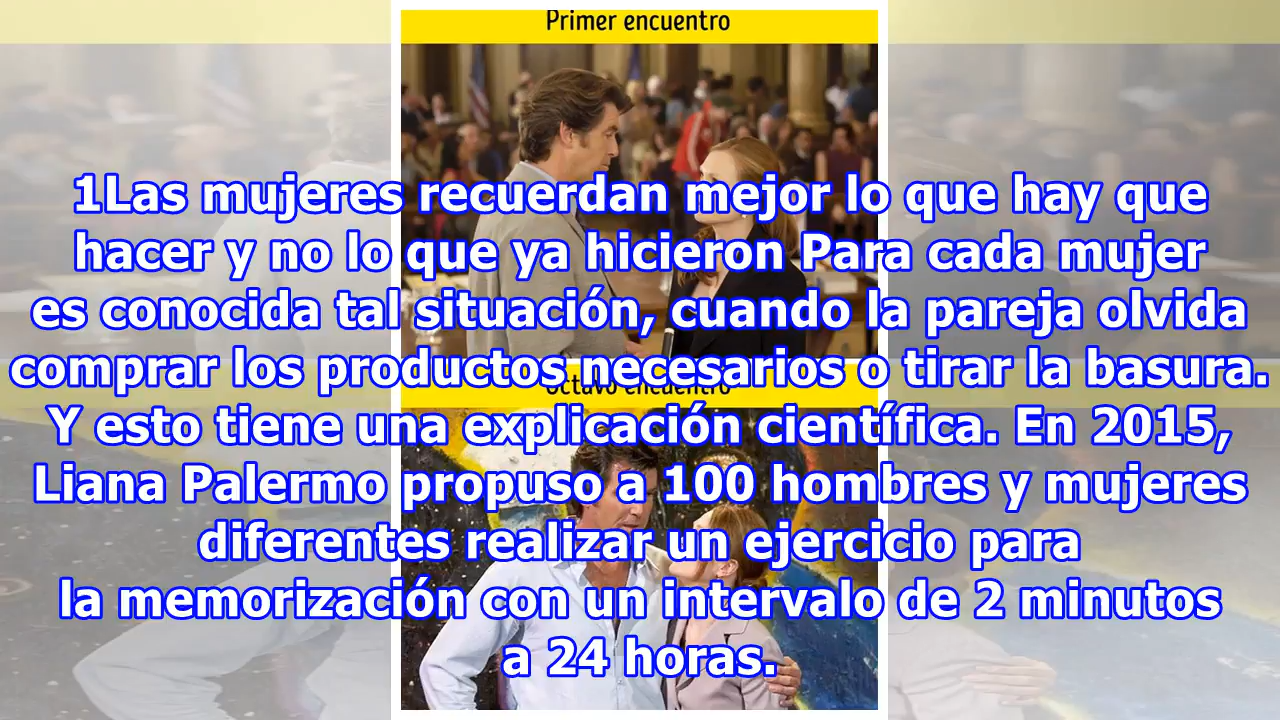 Primer encuentro
1Las mujeres recuerdan mejor lo que hay que
hacer y no lo que ya hicieron Para cada mujer
es conocida tal situación, cuando la pareja olvida
comprar los productos necesarios o tirar la basura.
Octavo encuentro
Y esto tiene una explicación científica. En 2015,
Liana Palermo propuso a 100 hombres y mujeres
diferentes realizar un ejercicio para
la memorización con un intervalo de 2 minutos
a 24 horas.